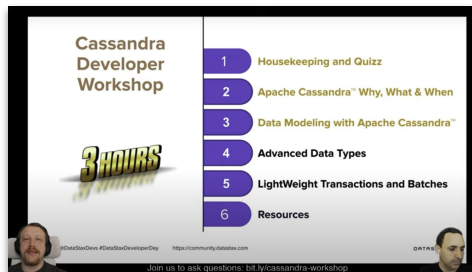 Cassandra
Developer
Workshop
3 HOURS
1 Housekeeping and Quizz
2 Apache Cassandra™ Why, What & When
3 Data Modeling with Apache Cassandra™
4 Advanced Data Types
5 LightWeight Transactions and Batches
6 Resources
@DataStaxDevs #DataStaxDeveloperDay https://community.datastax.com
Join us to ask questions: bit.ly/cassandra-workshop